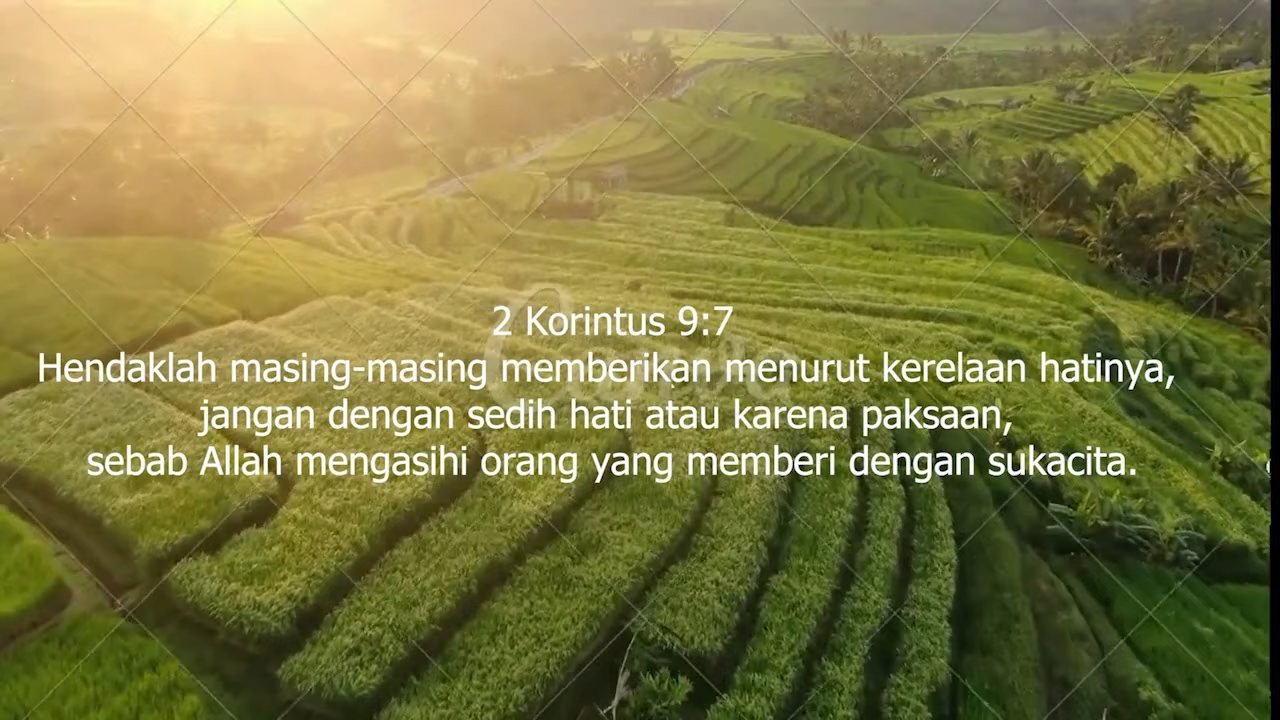 2 Korintus 9:7
Hendaklah masing-masing memberikan menurut kerelaan hatinya,
jangan dengan sedih hati atau karena paksaan,
sebab Allah mengasihi orang yang memberi dengan sukacita.